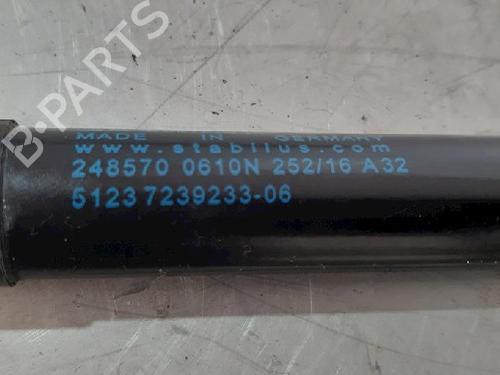 MADE IN GERMANY
www.stabilus.com
248570 0610N 252/16 A32
51237239233-06
B-PARTS